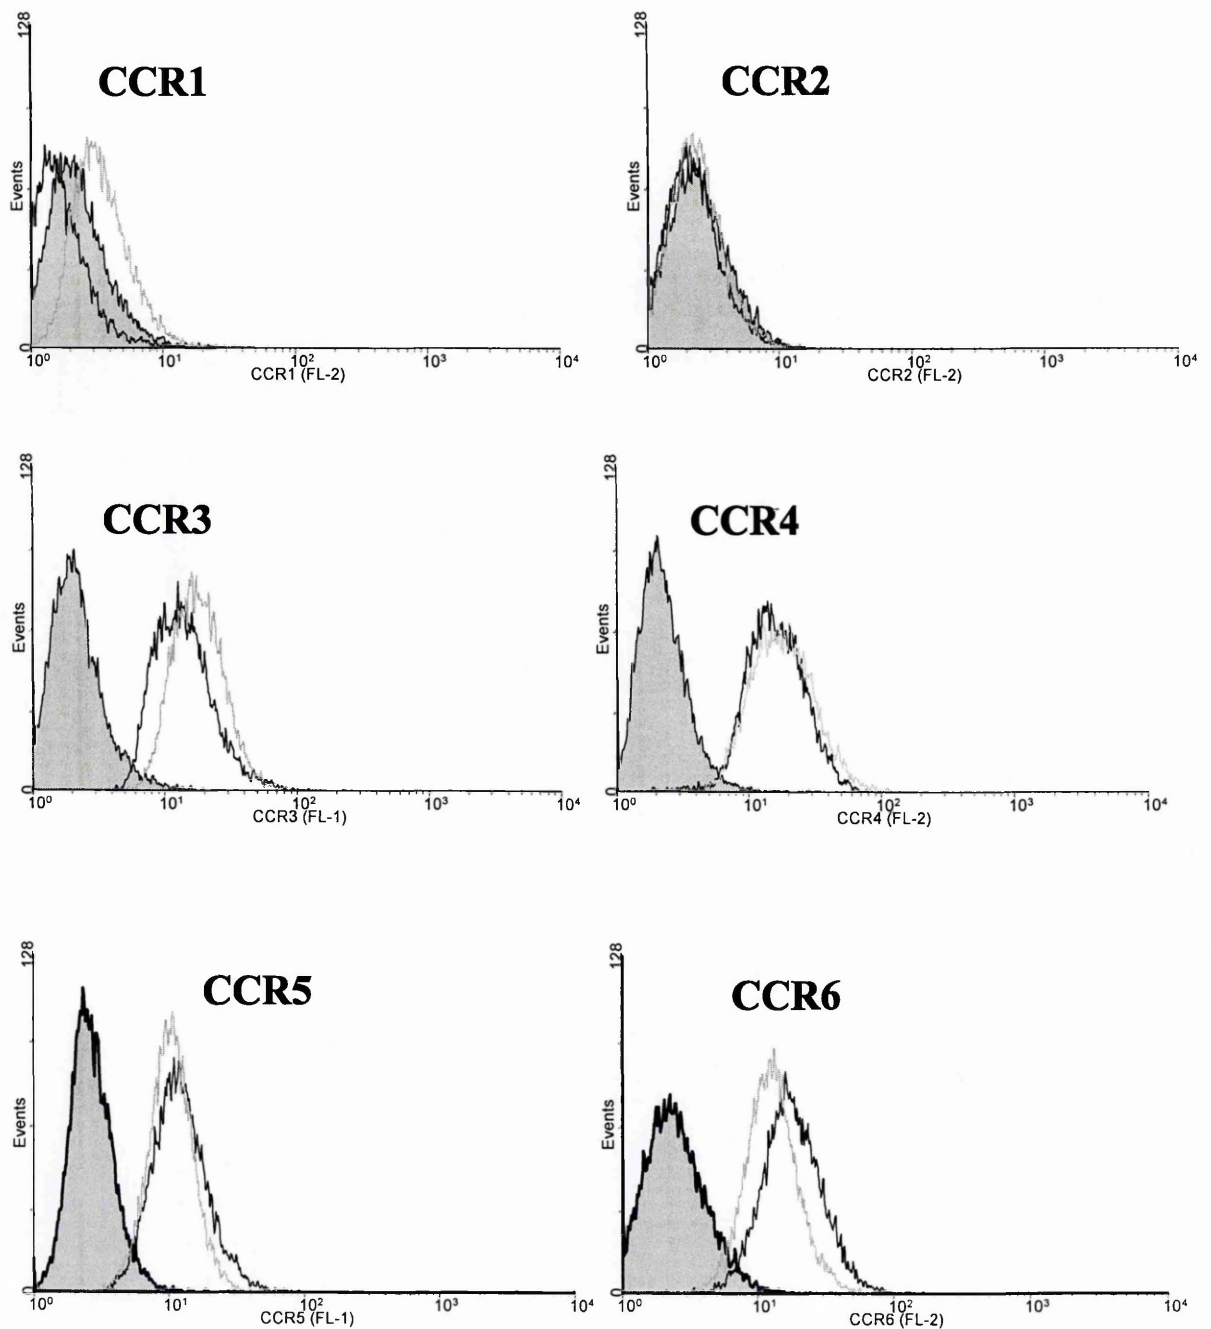 128
CCR1
Events
0
10⁰ 10¹ 10² 10³ 10⁴
CCR1 (FL-2)
128
CCR2
Events
0
10⁰ 10¹ 10² 10³ 10⁴
CCR2 (FL-2)
128
CCR3
Events
0
10⁰ 10¹ 10² 10³ 10⁴
CCR3 (FL-1)
128
CCR4
Events
0
10⁰ 10¹ 10² 10³ 10⁴
CCR4 (FL-2)
128
CCR5
Events
0
10⁰ 10¹ 10² 10³ 10⁴
CCR5 (FL-1)
128
CCR6
Events
0
10⁰ 10¹ 10² 10³ 10⁴
CCR6 (FL-2)